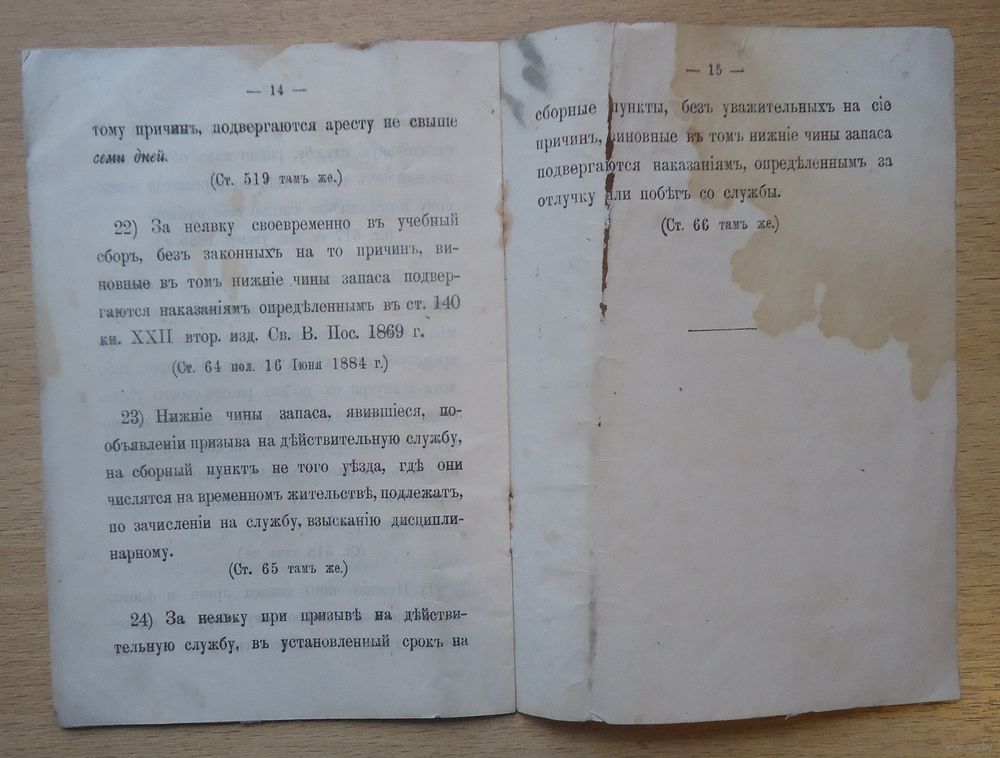 — 14 —
тому причинъ, подвергаются аресту не свыше
семи дней.
(Ст. 519 тамъ же.)
22) За неявку своевременно въ учебный
сборъ, безъ законныхъ на то причинъ, ви-
новные въ томъ нижніе чины запаса подвер-
гаются наказаніямъ опредѣленнымъ въ ст. 140
кн. XXII втор. изд. Св. В. Пос. 1869 г.
(Ст. 64 пол. 16 Іюня 1884 г.)
23) Нижніе чины запаса, явившіеся, по-
объявленіи призыва на дѣйствительную службу,
на сборный пунктъ не того уѣзда, гдѣ они
числятся на временномъ жительствѣ, подлежатъ,
по зачисленіи на службу, взысканію дисципли-
нарному.
(Ст. 65 тамъ же.)
24) За неявку при призывѣ на дѣйстви-
тельную службу, въ установленный срокъ на
— 15 —
сборные пункты, безъ уважительныхъ на сіе
причинъ, виновные въ томъ нижніе чины запаса
подвергаются наказаніямъ, опредѣленнымъ за
отлучку или побѣгъ со службы.
(Ст. 66 тамъ же.)